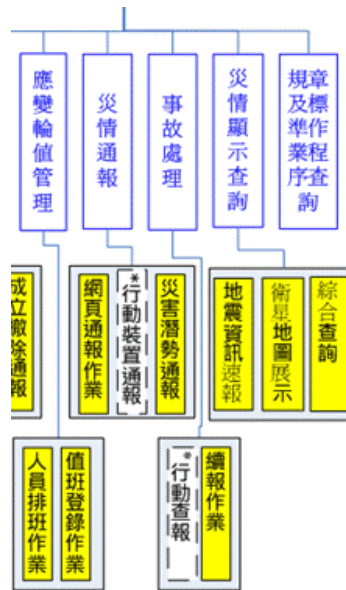 應變輪值管理
災情通報
事故處理
災情顯示查詢
規章及標準作業程序查詢
成立撤除通報
網頁通報作業
*行動裝置通報
災害潛勢通報
地震資訊速報
衛星地圖展示
綜合查詢
人員排班作業
值班登錄作業
*行動查報
續報作業